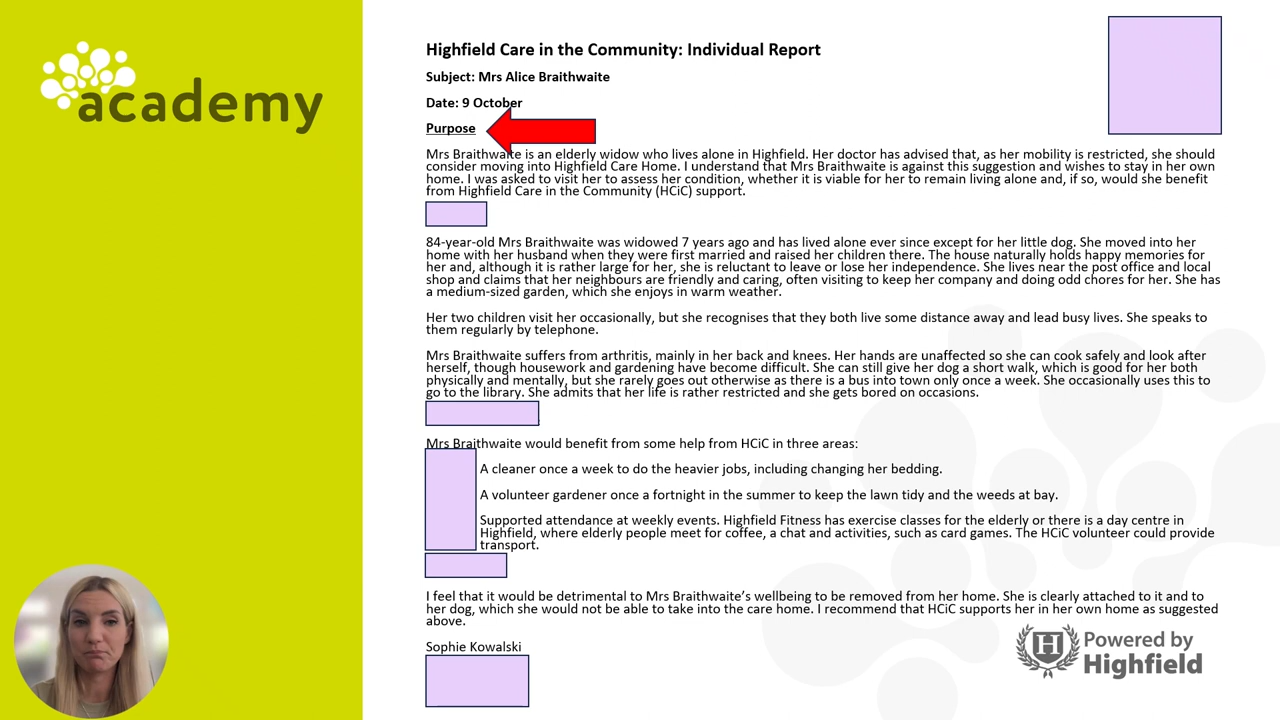 academy
Highfield Care in the Community: Individual Report
Subject: Mrs Alice Braithwaite
Date: 9 October
Purpose
Mrs Braithwaite is an elderly widow who lives alone in Highfield. Her doctor has advised that, as her mobility is restricted, she should
consider moving into Highfield Care Home. I understand that Mrs Braithwaite is against this suggestion and wishes to stay in her own
home. I was asked to visit her to assess her condition, whether it is viable for her to remain living alone and, if so, would she benefit
from Highfield Care in the Community (HCiC) support.
84-year-old Mrs Braithwaite was widowed 7 years ago and has lived alone ever since except for her little dog. She moved into her
home with her husband when they were first married and raised her children there. The house naturally holds happy memories for
her and, although it is rather large for her, she is reluctant to leave or lose her independence. She lives near the post office and local
shop and claims that her neighbours are friendly and caring, often visiting to keep her company and doing odd chores for her. She has
a medium-sized garden, which she enjoys in warm weather.
Her two children visit her occasionally, but she recognises that they both live some distance away and lead busy lives. She speaks to
them regularly by telephone.
Mrs Braithwaite suffers from arthritis, mainly in her back and knees. Her hands are unaffected so she can cook safely and look after
herself, though housework and gardening have become difficult. She can still give her dog a short walk, which is good for her both
physically and mentally, but she rarely goes out otherwise as there is a bus into town only once a week. She occasionally uses this to
go to the library. She admits that her life is rather restricted and she gets bored on occasions.
Mrs Braithwaite would benefit from some help from HCiC in three areas:
A cleaner once a week to do the heavier jobs, including changing her bedding.
A volunteer gardener once a fortnight in the summer to keep the lawn tidy and the weeds at bay.
Supported attendance at weekly events. Highfield Fitness has exercise classes for the elderly or there is a day centre in
Highfield, where elderly people meet for coffee, a chat and activities, such as card games. The HCiC volunteer could provide
transport.
I feel that it would be detrimental to Mrs Braithwaite's wellbeing to be removed from her home. She is clearly attached to it and to
her dog, which she would not be able to take into the care home. I recommend that HCiC supports her in her own home as suggested
above.
Sophie Kowalski
H
Powered by
Highfield